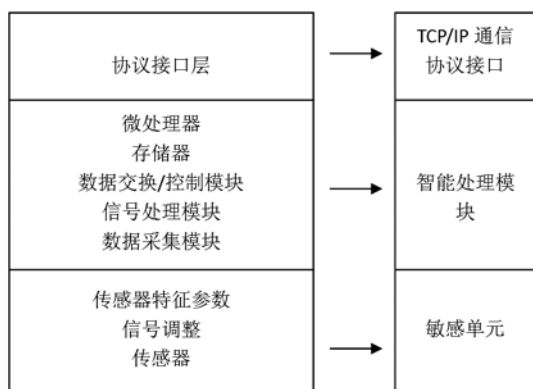 协议接口层
TCP/IP 通信
协议接口
微处理器
存储器
数据交换/控制模块
信号处理模块
数据采集模块
智能处理模
块
传感器特征参数
信号调整
传感器
敏感单元